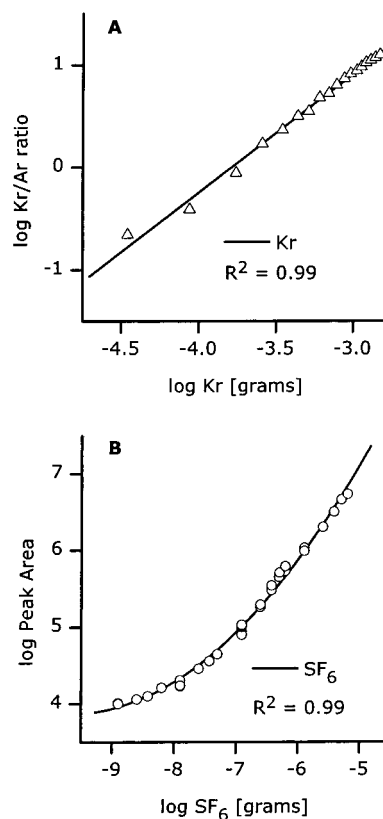 A
log Kr/Ar ratio
1
0
-1
Kr
R² = 0.99
-4.5 -4.0 -3.5 -3.0
log Kr [grams]
B
log Peak Area
7
6
5
4
SF₆
R² = 0.99
-9 -8 -7 -6 -5
log SF₆ [grams]